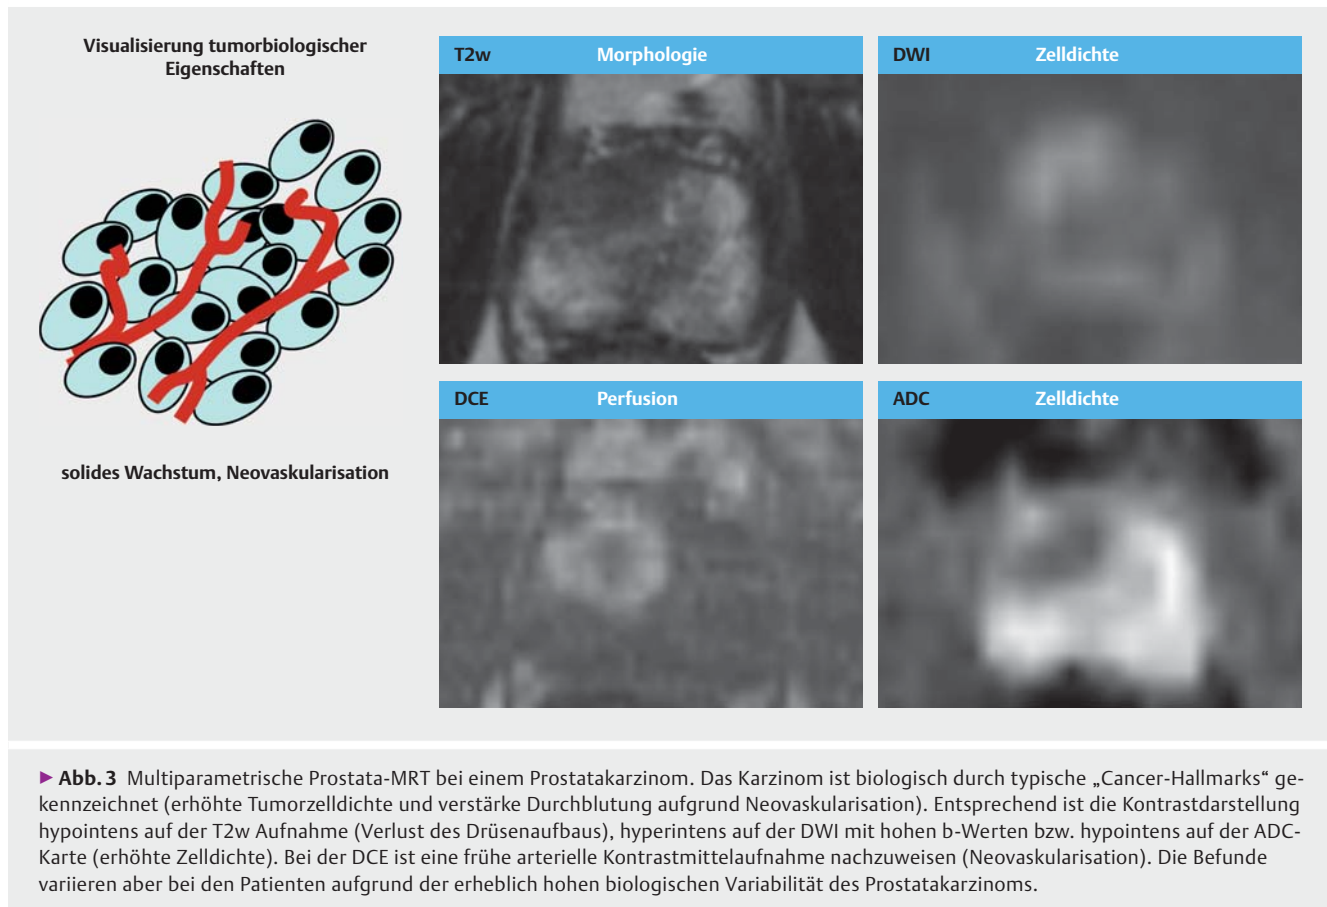 Visualisierung tumorbiologischer
Eigenschaften
solides Wachstum, Neovaskularisation
T2w Morphologie
DWI Zelldichte
DCE Perfusion
ADC Zelldichte
▶ Abb. 3 Multiparametrische Prostata-MRT bei einem Prostatakarzinom. Das Karzinom ist biologisch durch typische „Cancer-Hallmarks“ ge-
kennzeichnet (erhöhte Tumorzelldichte und verstärke Durchblutung aufgrund Neovaskularisation). Entsprechend ist die Kontrastdarstellung
hypointens auf der T2w Aufnahme (Verlust des Drüsenaufbaus), hyperintens auf der DWI mit hohen b-Werten bzw. hypointens auf der ADC-
Karte (erhöhte Zelldichte). Bei der DCE ist eine frühe arterielle Kontrastmittelaufnahme nachzuweisen (Neovaskularisation). Die Befunde
variieren aber bei den Patienten aufgrund der erheblich hohen biologischen Variabilität des Prostatakarzinoms.